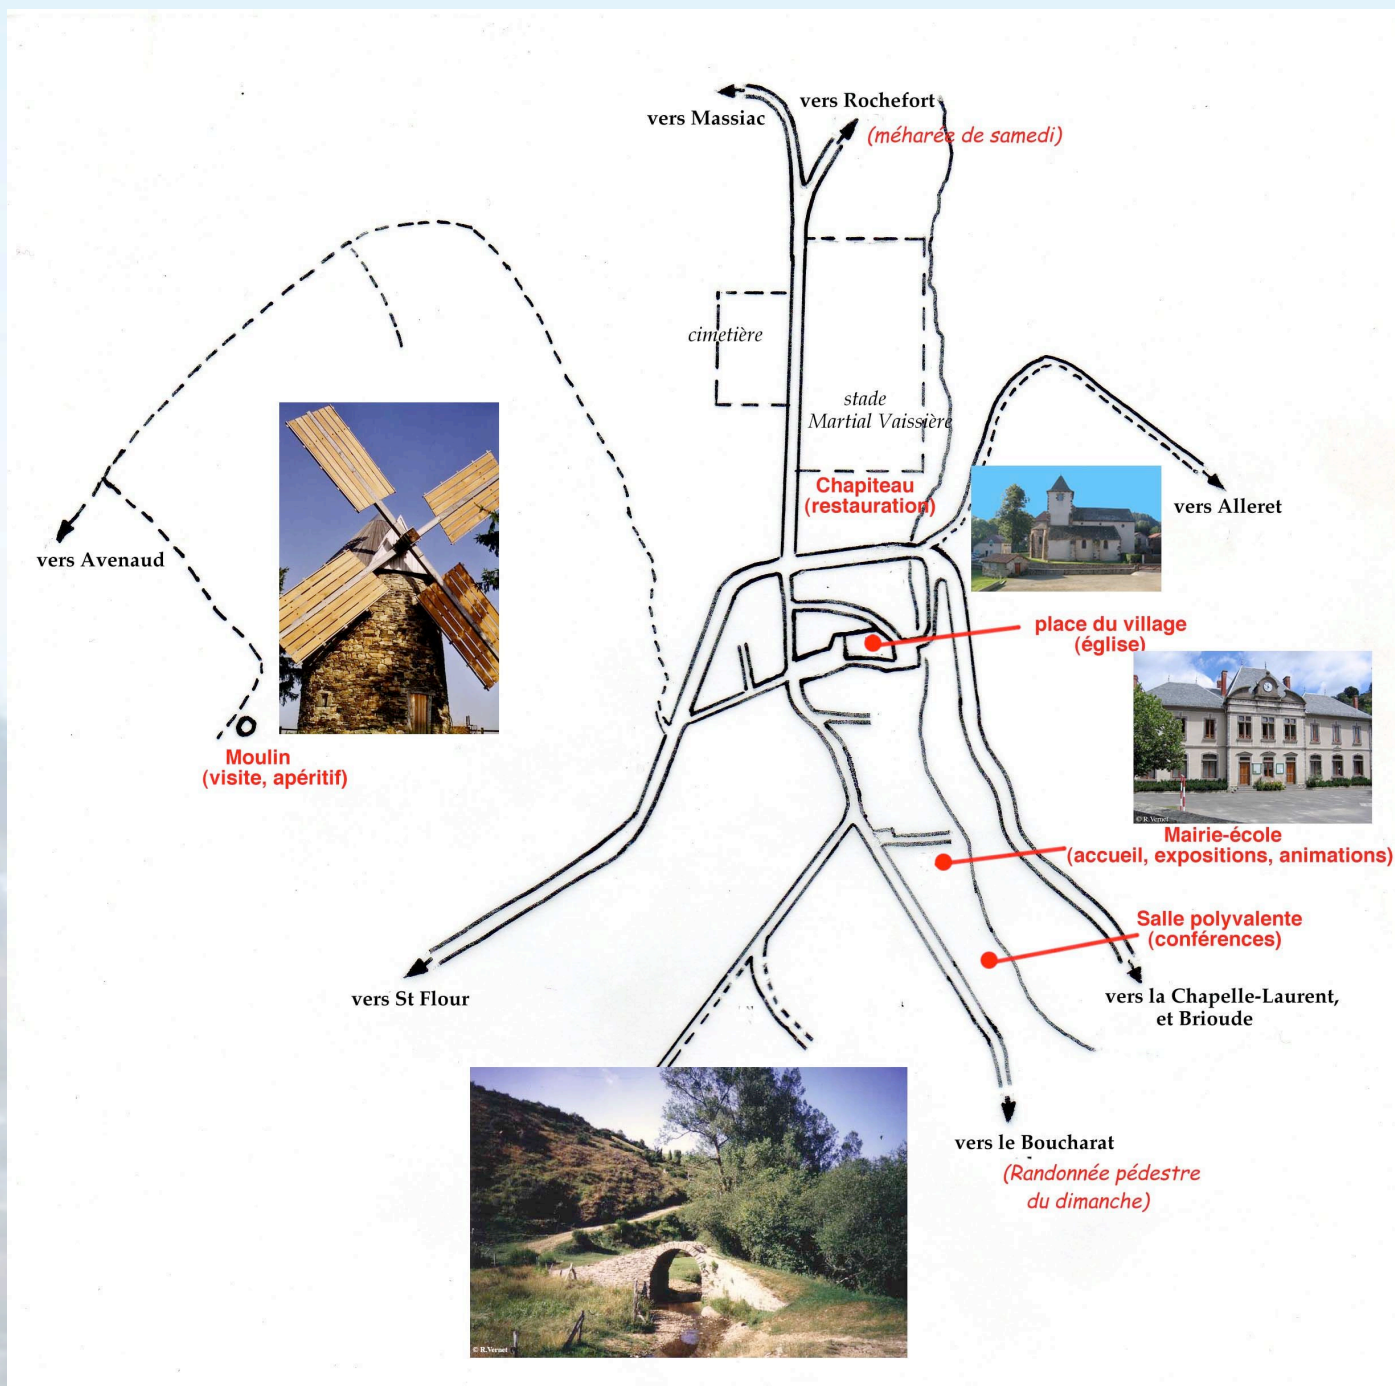 vers Rochefort
vers Massiac
(méharée de samedi)
cimetière
stade
Martial Vaissière
Chapiteau
(restauration)
vers Alleret
vers Avenaud
place du village
(église)
Moulin
(visite, apéritif)
© R.Vernet
Mairie-école
(accueil, expositions, animations)
Salle polyvalente
(conférences)
vers St Flour
vers la Chapelle-Laurent,
et Brioude
vers le Boucharat
(Randonnée pédestre
du dimanche)
© R.Vernet